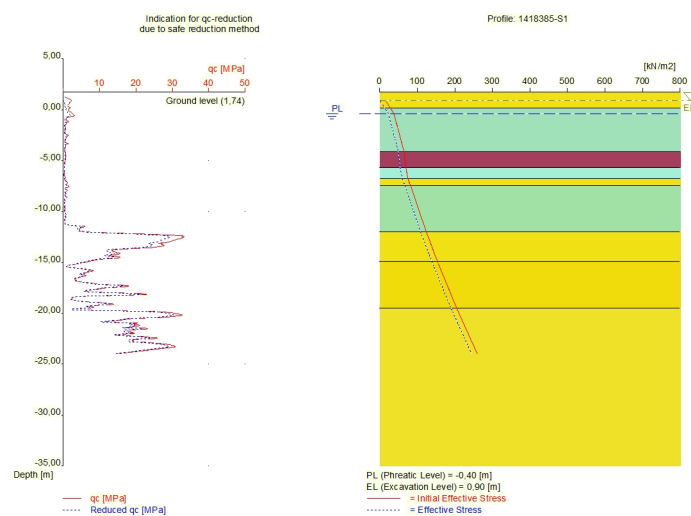 Indication for qc-reduction
due to safe reduction method
5,00
qc [MPa]
10 20 30 40 50
Ground level (1,74)
0,00
-5,00
-10,00
-15,00
-20,00
-25,00
-30,00
-35,00
Depth [m]
qc [MPa]
Reduced qc [MPa]
Profile: 1418385-S1
[kN/m2]
0 100 200 300 400 500 600 700 800
PL
PL (Phreatic Level) = -0,40 [m]
EL (Excavation Level) = 0,90 [m]
= Initial Effective Stress
= Effective Stress